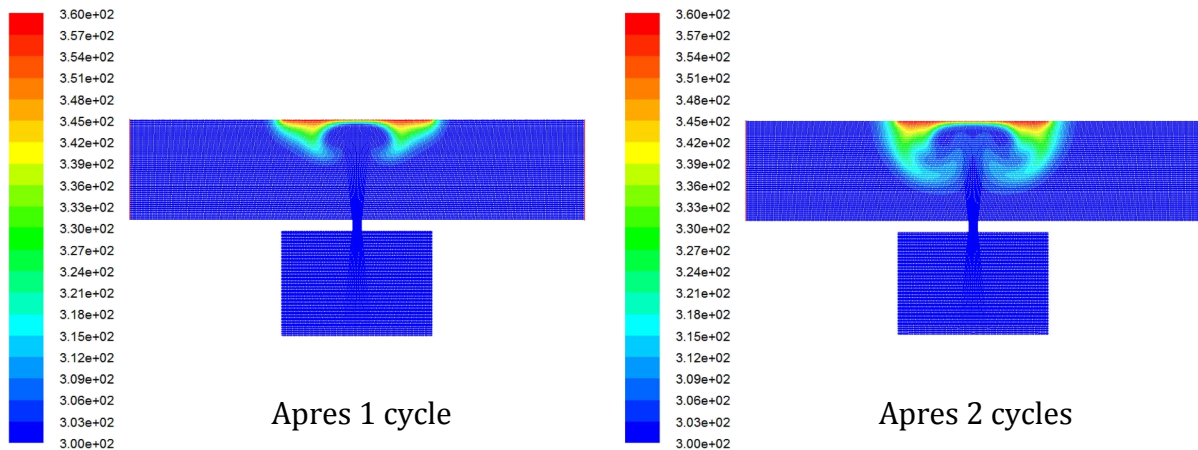 3.60e+02
3.57e+02
3.54e+02
3.51e+02
3.48e+02
3.45e+02
3.42e+02
3.39e+02
3.36e+02
3.33e+02
3.30e+02
3.27e+02
3.24e+02
3.21e+02
3.18e+02
3.15e+02
3.12e+02
3.09e+02
3.06e+02
3.03e+02
3.00e+02
Apres 1 cycle
3.60e+02
3.57e+02
3.54e+02
3.51e+02
3.48e+02
3.45e+02
3.42e+02
3.39e+02
3.36e+02
3.33e+02
3.30e+02
3.27e+02
3.24e+02
3.21e+02
3.18e+02
3.15e+02
3.12e+02
3.09e+02
3.06e+02
3.03e+02
3.00e+02
Apres 2 cycles